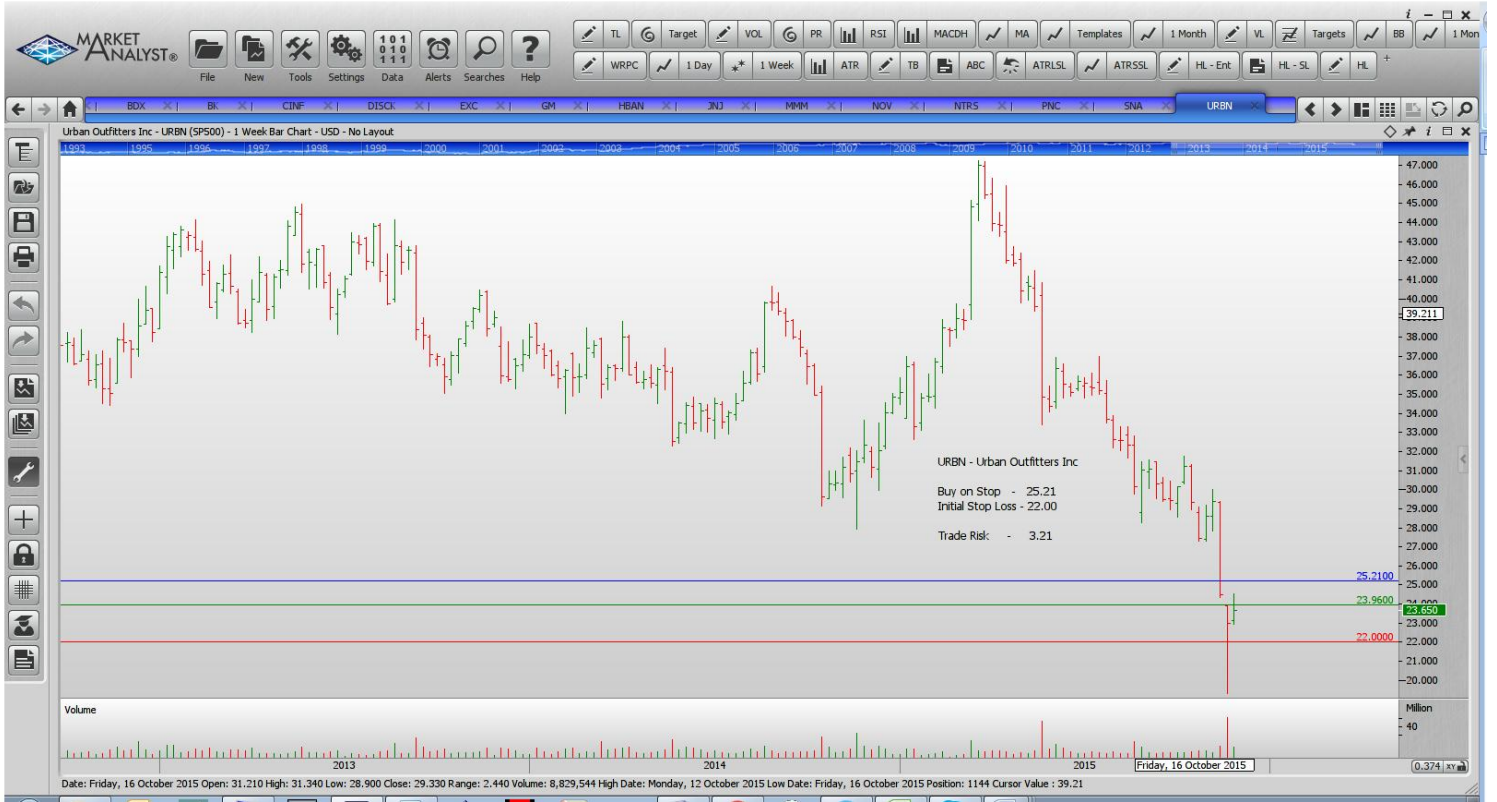 MARKET
ANALYST®
File New Tools Settings Data Alerts Searches Help
TL Target VOL PR RSI MACDH MA Templates 1 Month VL Targets BB 1 Mon
WRPC 1 Day 1 Week ATR TB ABC ATRLSL ATRSSL HL - Ent HL - SL HL
BDX BK CINF DISCK EXC GM HBAN JNJ MMM NOV NTRS PNC SNA URBN
Urban Outfitters Inc - URBN (SP500) - 1 Week Bar Chart - USD - No Layout
1993 1995 1996 1997 1998 1999 2000 2001 2002 2003 2004 2005 2006 2007 2008 2009 2010 2011 2012 2013 2014 2015
47.000
46.000
45.000
44.000
43.000
42.000
41.000
40.000
39.211
38.000
37.000
36.000
35.000
34.000
33.000
32.000
31.000
30.000
29.000
28.000
27.000
26.000
25.000
24.000
23.650
23.000
22.000
21.000
20.000
URBN - Urban Outfitters Inc
Buy on Stop - 25.21
Initial Stop Loss - 22.00
Trade Risk - 3.21
25.2100
23.9600
22.0000
Volume
Million
40
2013 2014 2015 Friday, 16 October 2015
0.374 XY
Date: Friday, 16 October 2015 Open: 31.210 High: 31.340 Low: 28.900 Close: 29.330 Range: 2.440 Volume: 8,829,544 High Date: Monday, 12 October 2015 Low Date: Friday, 16 October 2015 Position: 1144 Cursor Value : 39.21